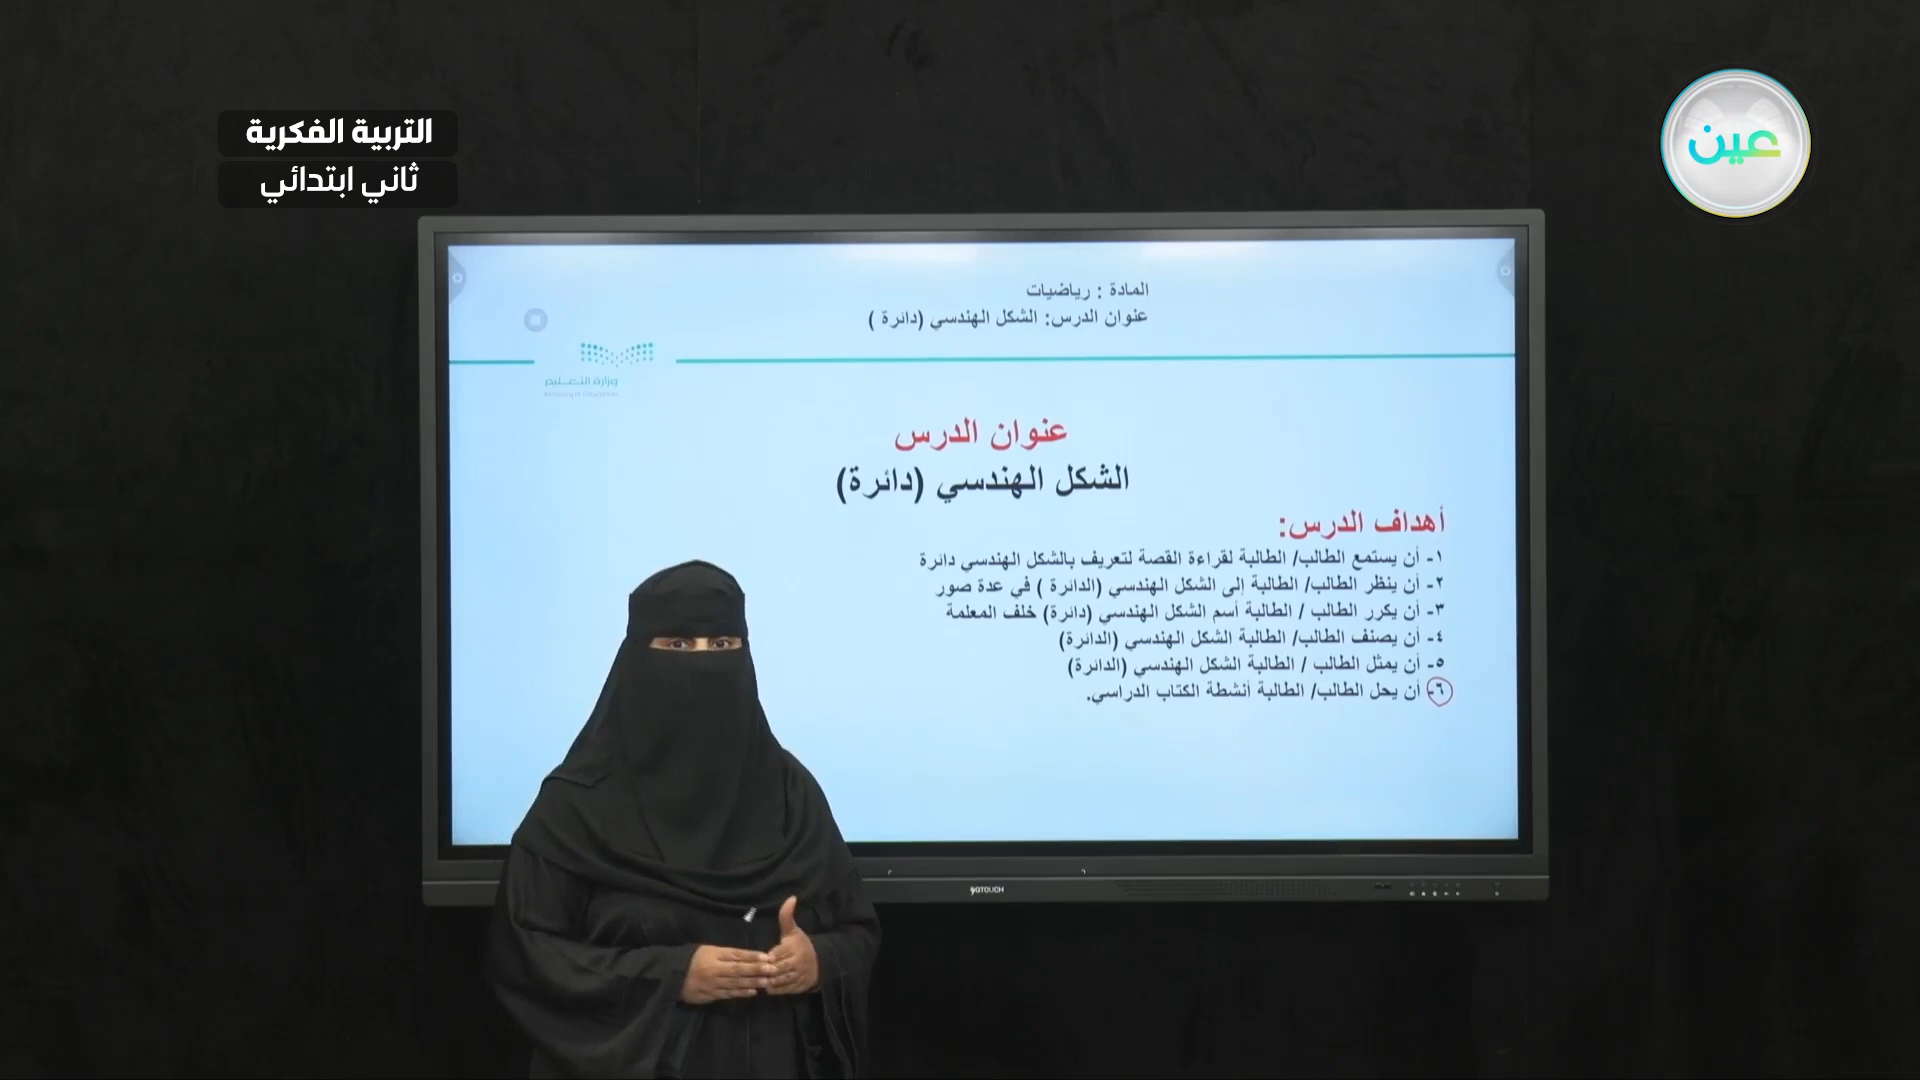 التربية الفكرية
ثاني ابتدائي
عين
المادة : رياضيات
عنوان الدرس: الشكل الهندسي (دائرة )
وزارة التعليم
Ministry of Education
عنوان الدرس
الشكل الهندسي (دائرة)
أهداف الدرس:
١- أن يستمع الطالب/ الطالبة لقراءة القصة لتعريف بالشكل الهندسي دائرة
٢- أن ينظر الطالب/ الطالبة إلى الشكل الهندسي (الدائرة ) في عدة صور
٣- أن يكرر الطالب / الطالبة أسم الشكل الهندسي (دائرة) خلف المعلمة
٤- أن يصنف الطالب/ الطالبة الشكل الهندسي (الدائرة)
٥- أن يمثل الطالب / الطالبة الشكل الهندسي (الدائرة)
٦- أن يحل الطالب/ الطالبة أنشطة الكتاب الدراسي.